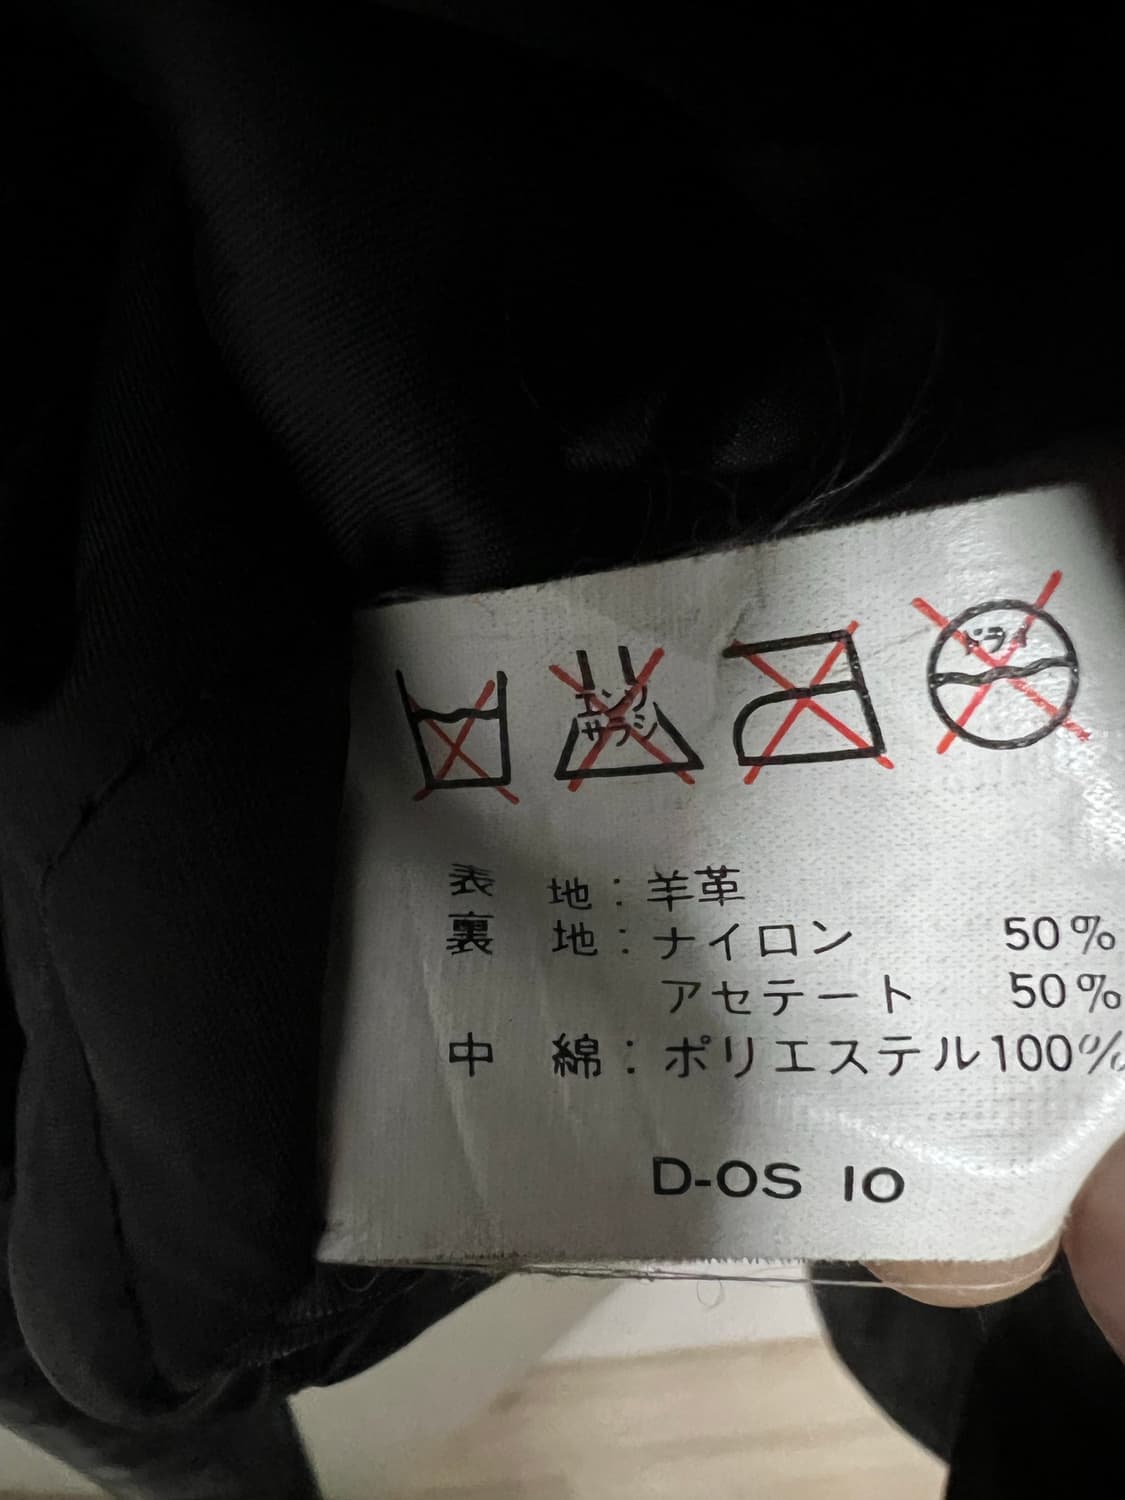 エンソ
サラシ
ドライ
表 地：羊革
裏 地：ナイロン 50%
アセテート 50%
中 綿：ポリエステル100%
D-OS 10